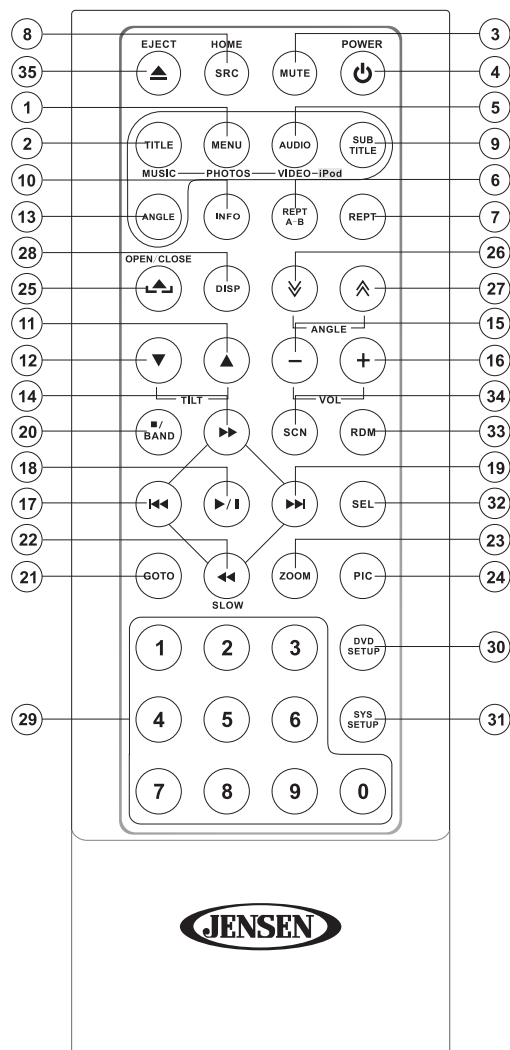 8 EJECT HOME POWER 3
35 SRC MUTE 4
1 5
2 TITLE MENU AUDIO SUB TITLE 9
10 MUSIC PHOTOS VIDEO iPod 6
13 ANGLE INFO REPT A-B REPT 7
28 OPEN/CLOSE 26
25 DISP 27
11 ANGLE 15
12 − + 16
14 TILT VOL 34
20 ■/BAND ▶▶ SCN RDM 33
18 19
17 ▶/❚❚ SEL 32
22 23
21 GOTO ◀◀ ZOOM PIC 24
SLOW
1 2 3 DVD SETUP 30
29 4 5 6 SYS SETUP 31
7 8 9 0
JENSEN